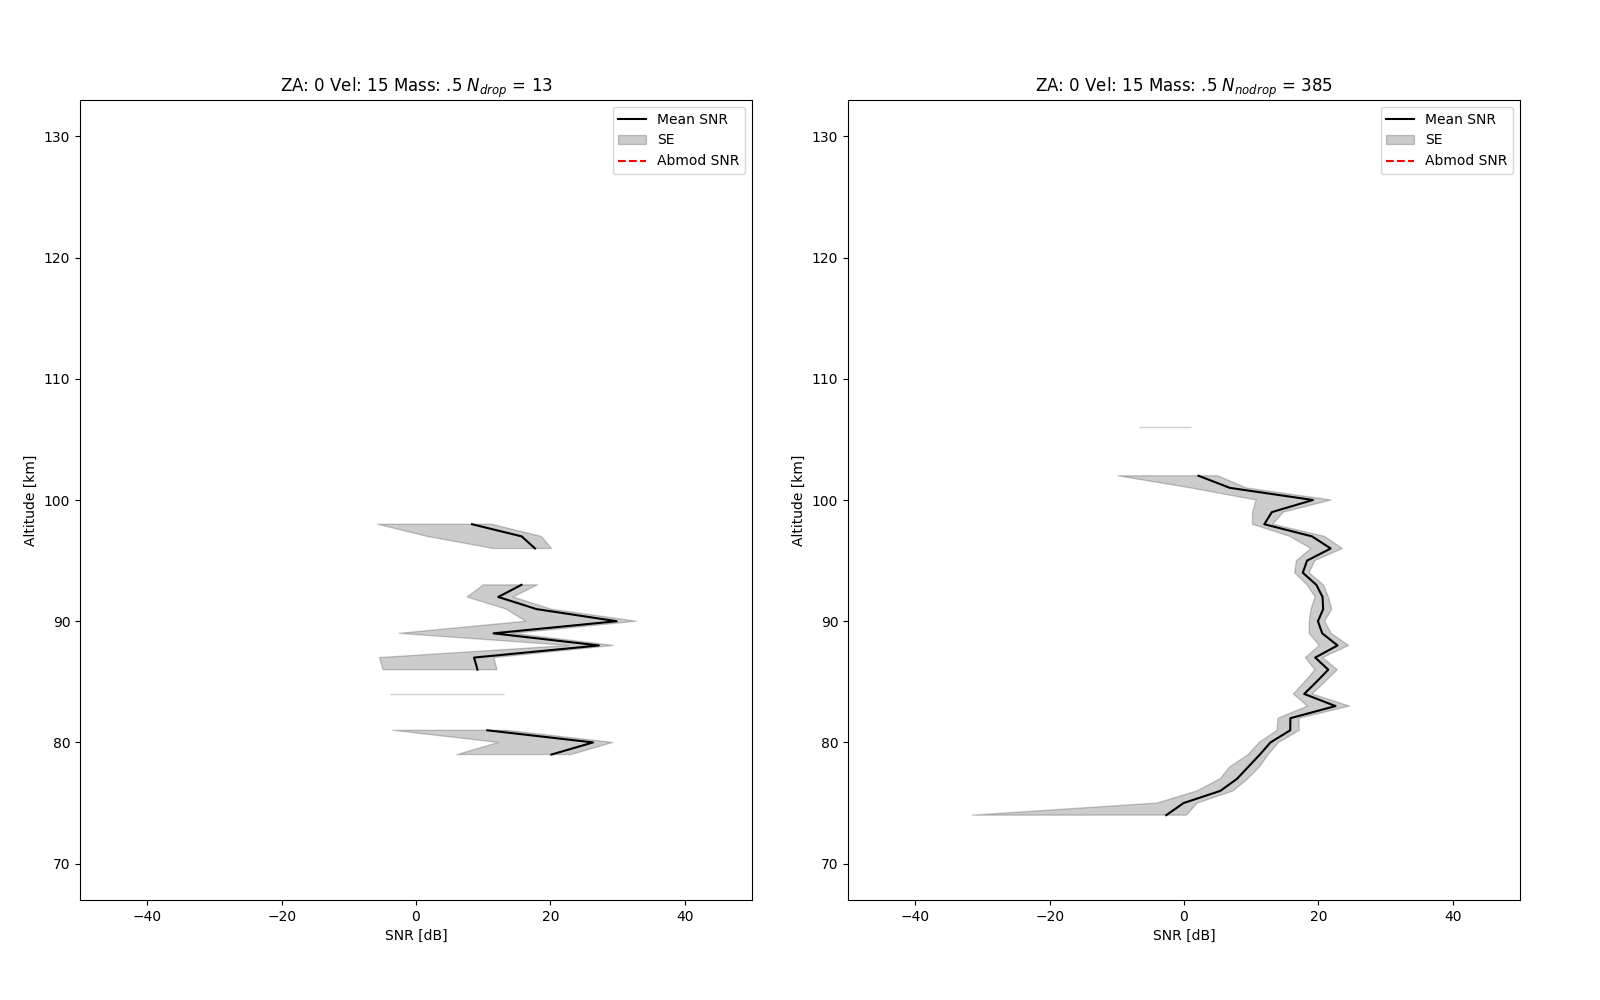 ZA: 0 Vel: 15 Mass: .5 N_drop = 13
Mean SNR
SE
Abmod SNR
130
120
110
100
90
80
70
Altitude [km]
−40
−20
0
20
40
SNR [dB]
ZA: 0 Vel: 15 Mass: .5 N_nodrop = 385
Mean SNR
SE
Abmod SNR
130
120
110
100
90
80
70
Altitude [km]
−40
−20
0
20
40
SNR [dB]